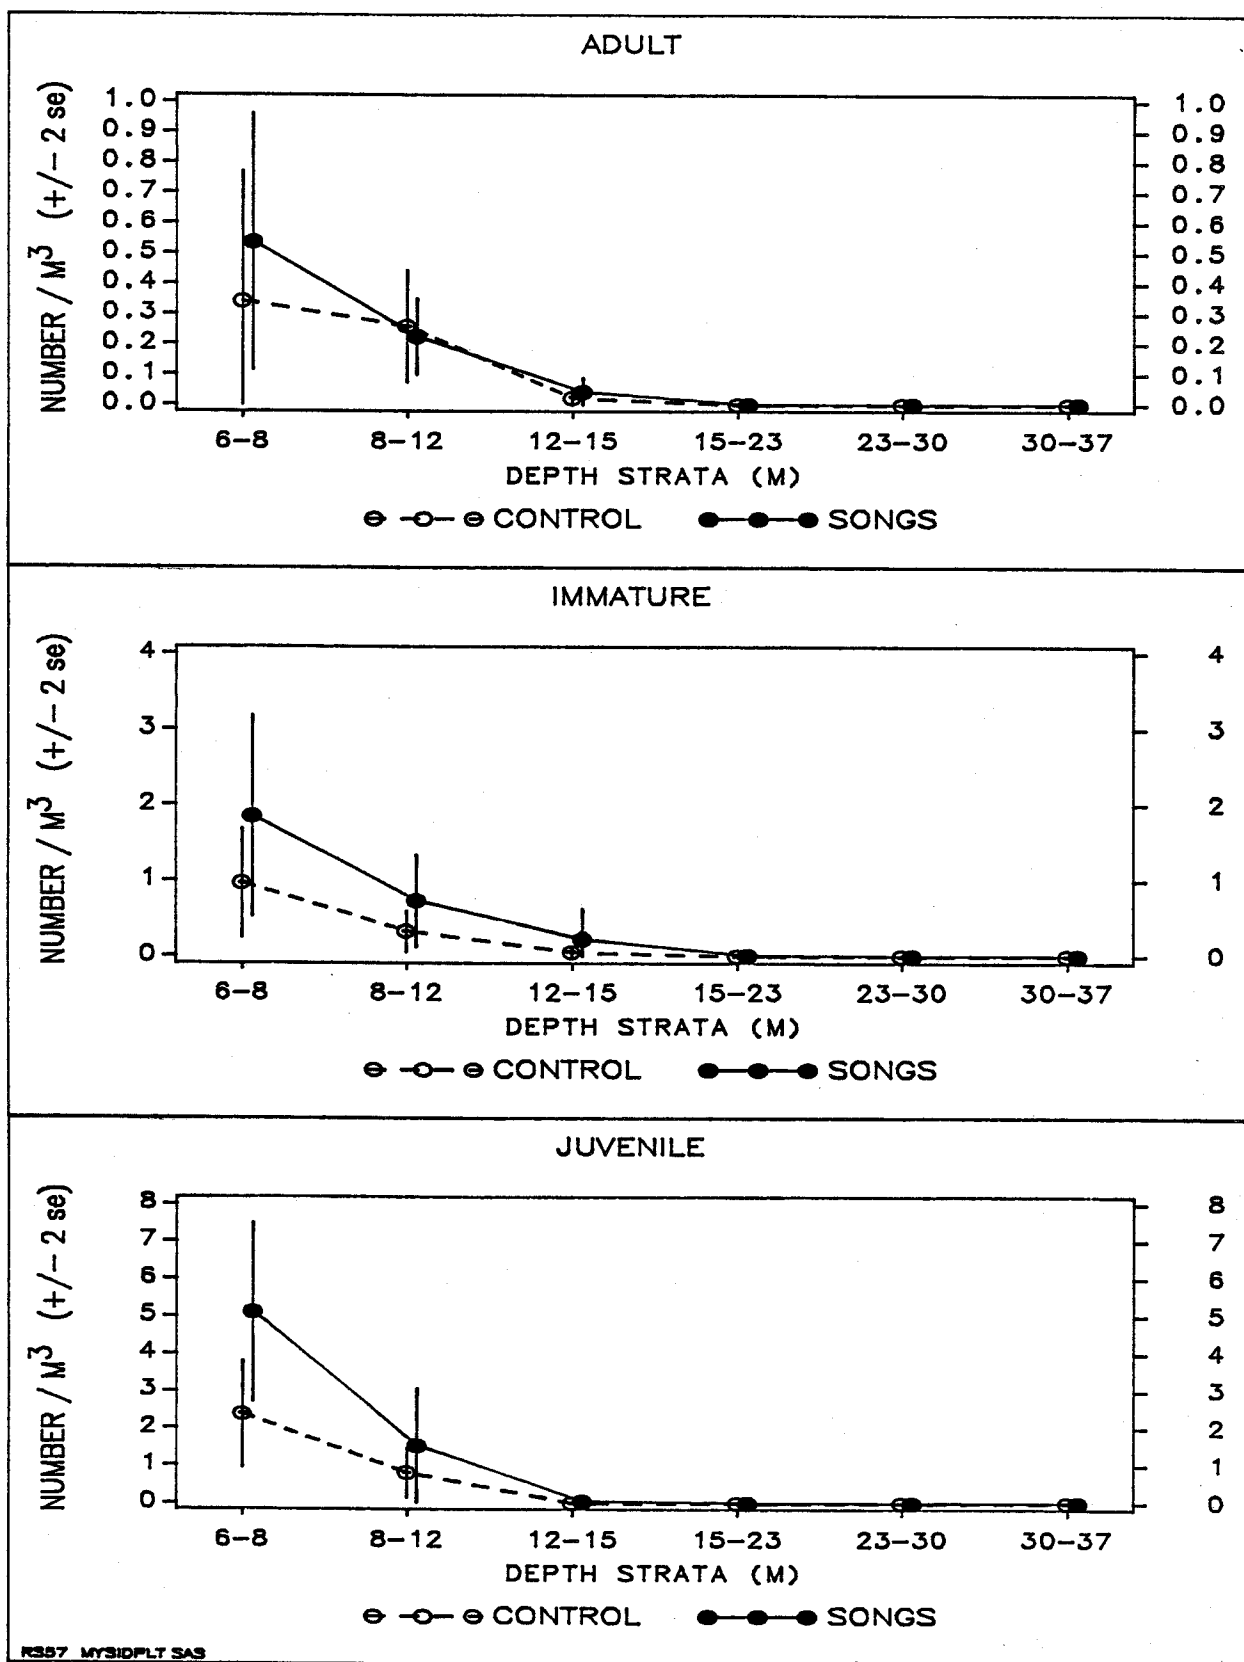 ADULT
NUMBER / M³ (+/- 2 se)
1.0 1.0
0.9 0.9
0.8 0.8
0.7 0.7
0.6 0.6
0.5 0.5
0.4 0.4
0.3 0.3
0.2 0.2
0.1 0.1
0.0 0.0
6-8 8-12 12-15 15-23 23-30 30-37
DEPTH STRATA (M)
CONTROL SONGS
IMMATURE
NUMBER / M³ (+/- 2 se)
4 4
3 3
2 2
1 1
0 0
6-8 8-12 12-15 15-23 23-30 30-37
DEPTH STRATA (M)
CONTROL SONGS
JUVENILE
NUMBER / M³ (+/- 2 se)
8 8
7 7
6 6
5 5
4 4
3 3
2 2
1 1
0 0
6-8 8-12 12-15 15-23 23-30 30-37
DEPTH STRATA (M)
CONTROL SONGS
RS57 MYSIDPLT SAS